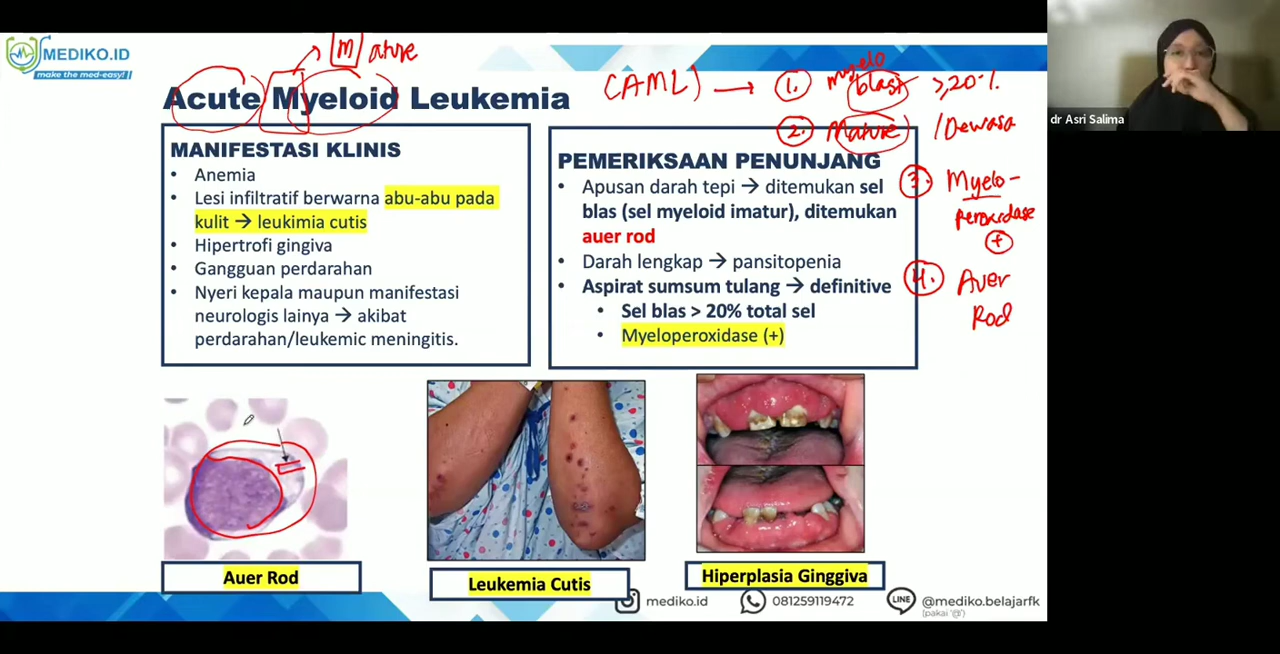 MEDIKO.ID
make the med-easy!
Mature
Acute Myeloid Leukemia
(AML) → 1. myeloblast ≥20%
2. Mature / Dewasa
3. Myelo-
peroxidase
+
4. Auer
Rod
MANIFESTASI KLINIS
• Anemia
• Lesi infiltratif berwarna abu-abu pada
kulit → leukimia cutis
• Hipertrofi gingiva
• Gangguan perdarahan
• Nyeri kepala maupun manifestasi
neurologis lainya → akibat
perdarahan/leukemic meningitis.
PEMERIKSAAN PENUNJANG
• Apusan darah tepi → ditemukan sel
blas (sel myeloid imatur), ditemukan
auer rod
• Darah lengkap → pansitopenia
• Aspirat sumsum tulang → definitive
• Sel blas > 20% total sel
• Myeloperoxidase (+)
Auer Rod
Leukemia Cutis
Hiperplasia Ginggiva
mediko.id
081259119472
LINE
@mediko.belajarfk
(pakai '@')
dr Asri Salima